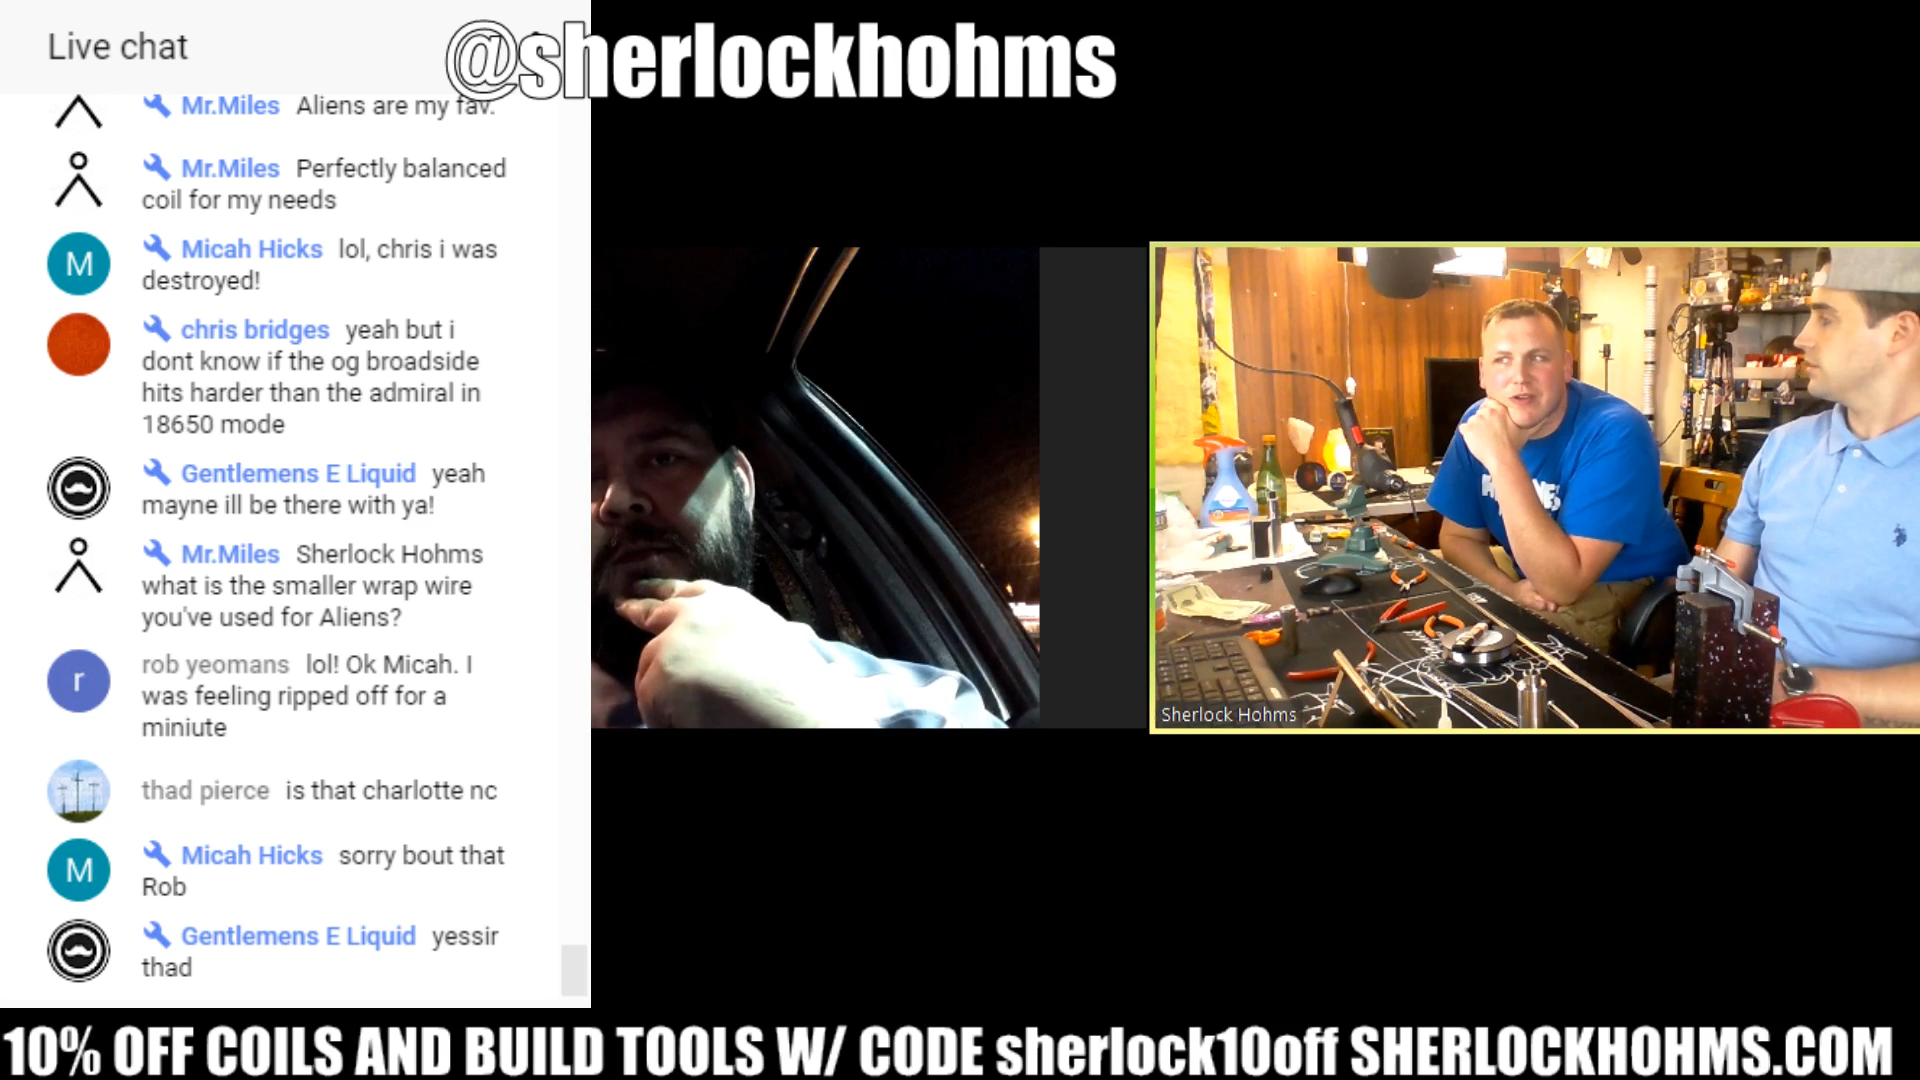 Live chat
@sherlockhohms
Mr.Miles Aliens are my fav.
Mr.Miles Perfectly balanced
coil for my needs
M
Micah Hicks lol, chris i was
destroyed!
chris bridges yeah but i
dont know if the og broadside
hits harder than the admiral in
18650 mode
Gentlemens E Liquid yeah
mayne ill be there with ya!
Mr.Miles Sherlock Hohms
what is the smaller wrap wire
you've used for Aliens?
r
rob yeomans lol! Ok Micah. I
was feeling ripped off for a
miniute
thad pierce is that charlotte nc
M
Micah Hicks sorry bout that
Rob
Gentlemens E Liquid yessir
thad
Sherlock Hohms
10% OFF COILS AND BUILD TOOLS W/ CODE sherlock10off SHERLOCKHOHMS.COM